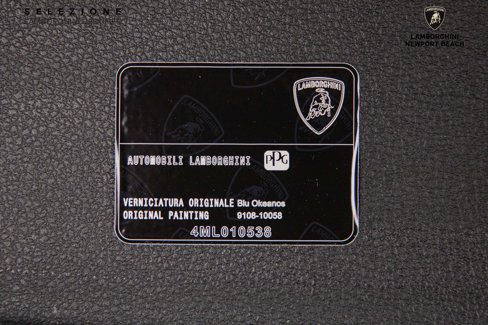 SELEZIONE
LAMBORGHINI
NEWPORT BEACH
LAMBORGHINI
AUTOMOBILI LAMBORGHINI PPG
VERNICIATURA ORIGINALE Blu Okeanos
ORIGINAL PAINTING 9108-10058
4ML010538